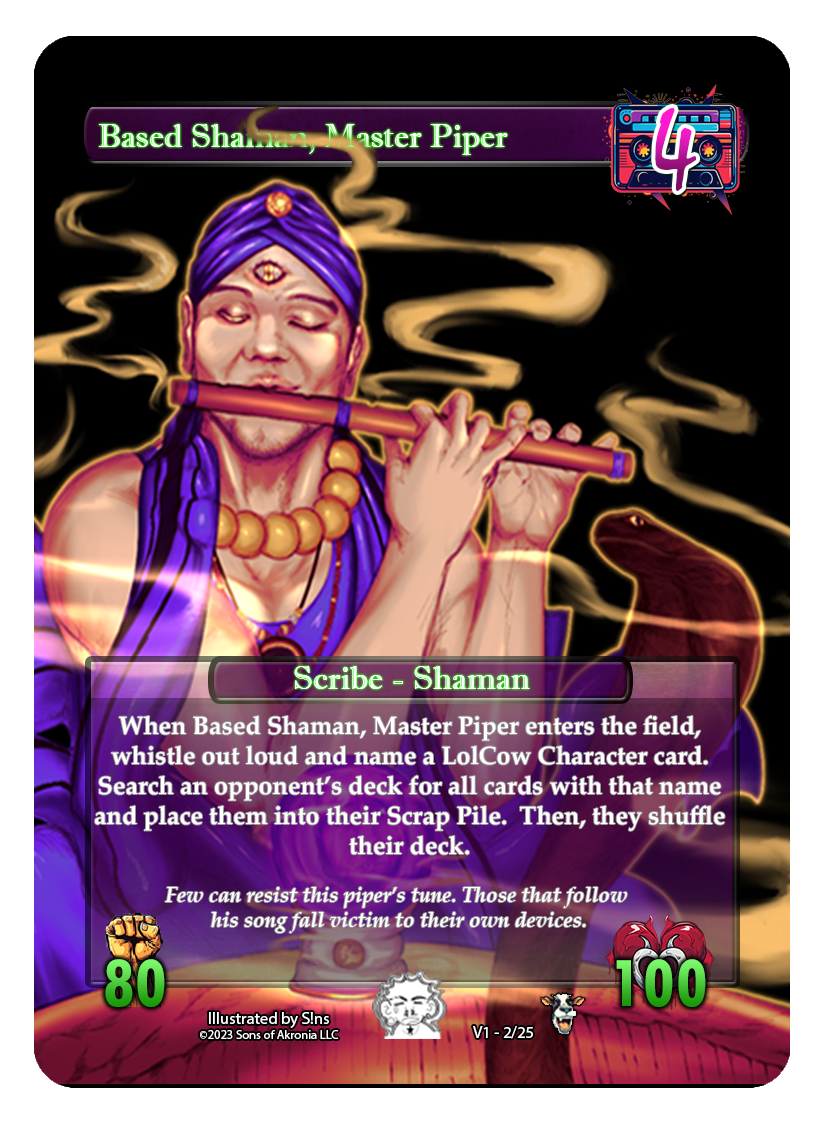 Based Shaman, Master Piper
4
Scribe - Shaman
When Based Shaman, Master Piper enters the field,
whistle out loud and name a LolCow Character card.
Search an opponent's deck for all cards with that name
and place them into their Scrap Pile. Then, they shuffle
their deck.
Few can resist this piper's tune. Those that follow
his song fall victim to their own devices.
80
100
Illustrated by S!ns
©2023 Sons of Akronia LLC
V1 - 2/25